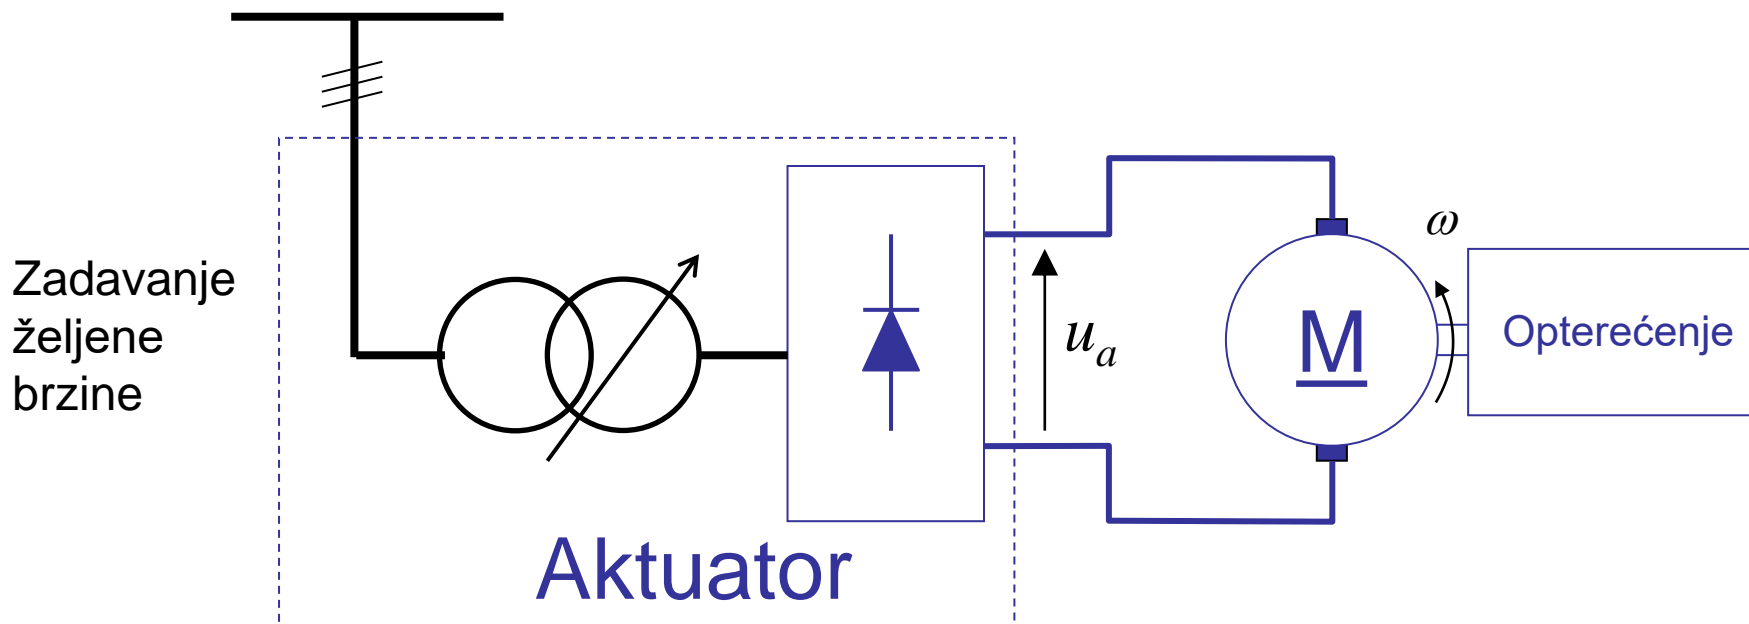 Zadavanje
željene
brzine
Aktuator
u_a
M
ω
Opterećenje